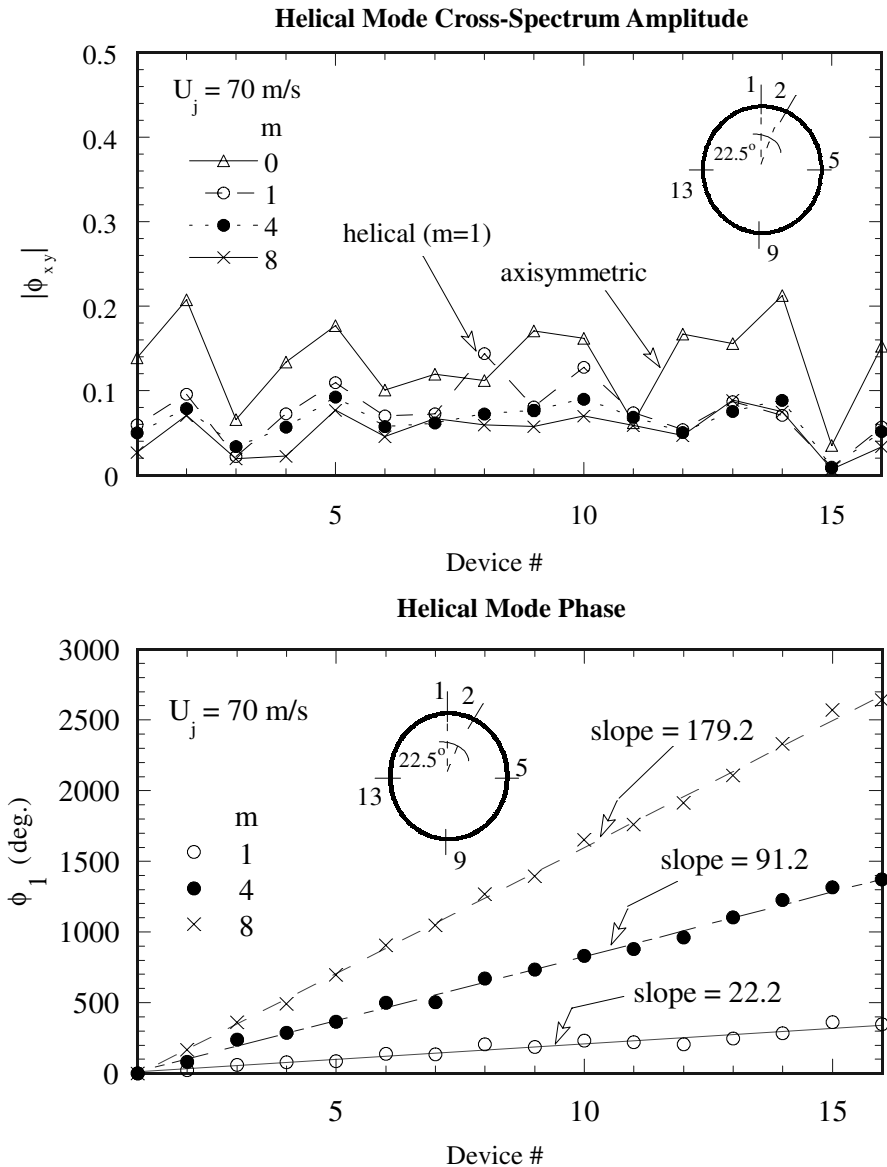 Helical Mode Cross-Spectrum Amplitude
0.5
0.4
0.3
0.2
0.1
0
|ϕ_xy|
U_j = 70 m/s
m
0
1
4
8
helical (m=1)
axisymmetric
1 2
22.5°
5
13
9
5 10 15
Device #
Helical Mode Phase
3000
2500
2000
1500
1000
500
0
ϕ_1 (deg.)
U_j = 70 m/s
m
1
4
8
1 2
22.5°
5
13
9
slope = 179.2
slope = 91.2
slope = 22.2
5 10 15
Device #